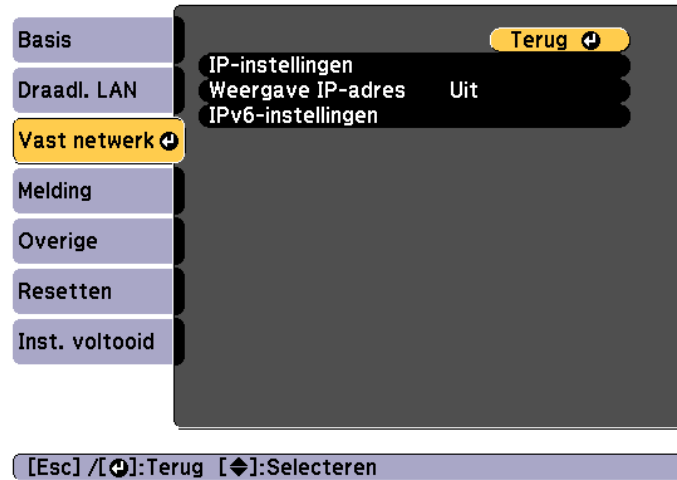 Basis
Draadl. LAN
Vast netwerk
Melding
Overige
Resetten
Inst. voltooid
Terug
IP-instellingen
Weergave IP-adres Uit
IPv6-instellingen
[Esc] /[⏎]:Terug [◆]:Selecteren